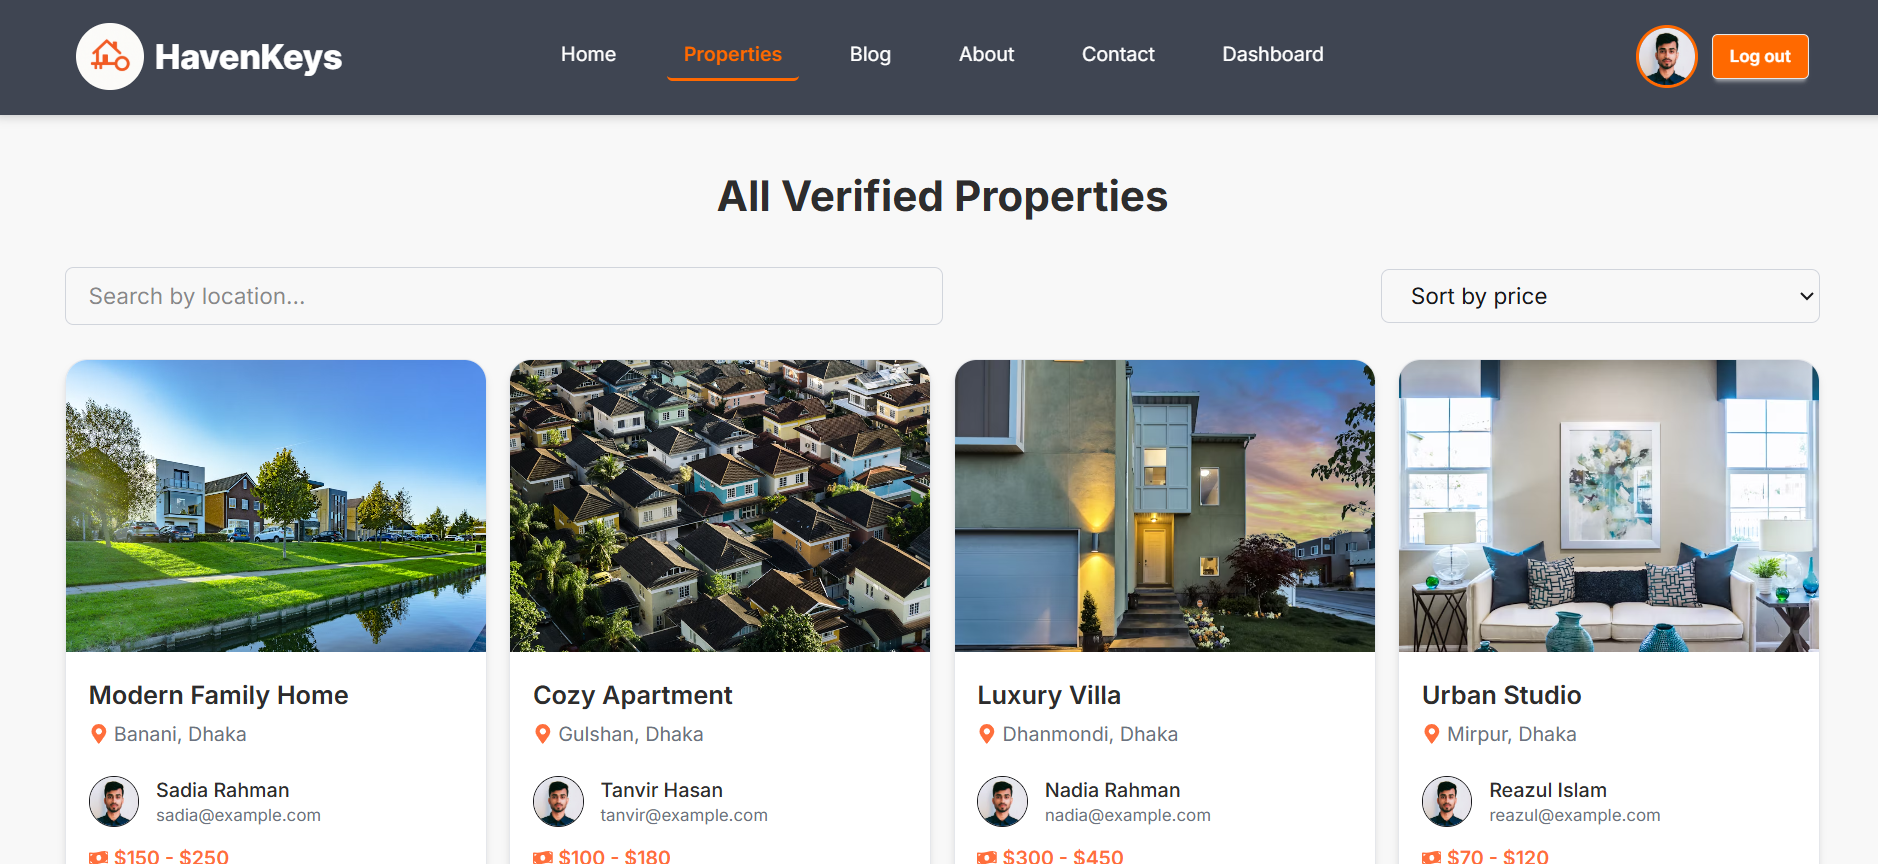 HavenKeys
Home Properties Blog About Contact Dashboard
Log out
All Verified Properties
Search by location...
Sort by price
Modern Family Home
Banani, Dhaka
Sadia Rahman
sadia@example.com
$150 - $250
Cozy Apartment
Gulshan, Dhaka
Tanvir Hasan
tanvir@example.com
$100 - $180
Luxury Villa
Dhanmondi, Dhaka
Nadia Rahman
nadia@example.com
$300 - $450
Urban Studio
Mirpur, Dhaka
Reazul Islam
reazul@example.com
$70 - $120